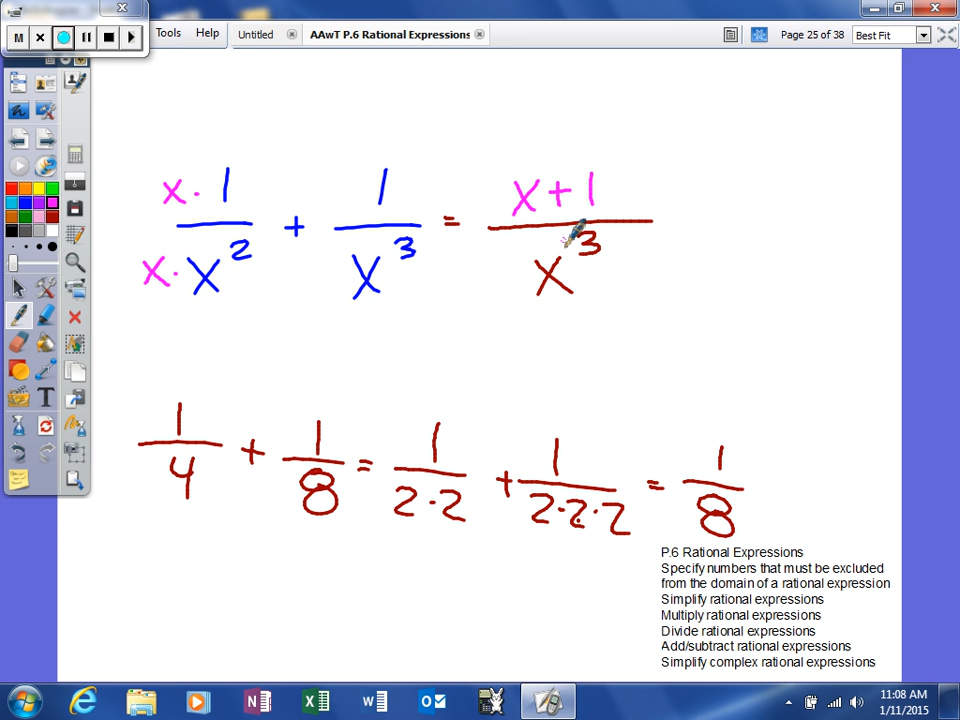 M
Tools Help Untitled AAwT P.6 Rational Expressions Page 25 of 38 Best Fit
x · 1 / x · x² + 1 / x³ = x + 1 / x³
1/4 + 1/8 = 1/2·2 + 1/2·2·2 = 1/8
P.6 Rational Expressions
Specify numbers that must be excluded
from the domain of a rational expression
Simplify rational expressions
Multiply rational expressions
Divide rational expressions
Add/subtract rational expressions
Simplify complex rational expressions
11:08 AM
1/11/2015